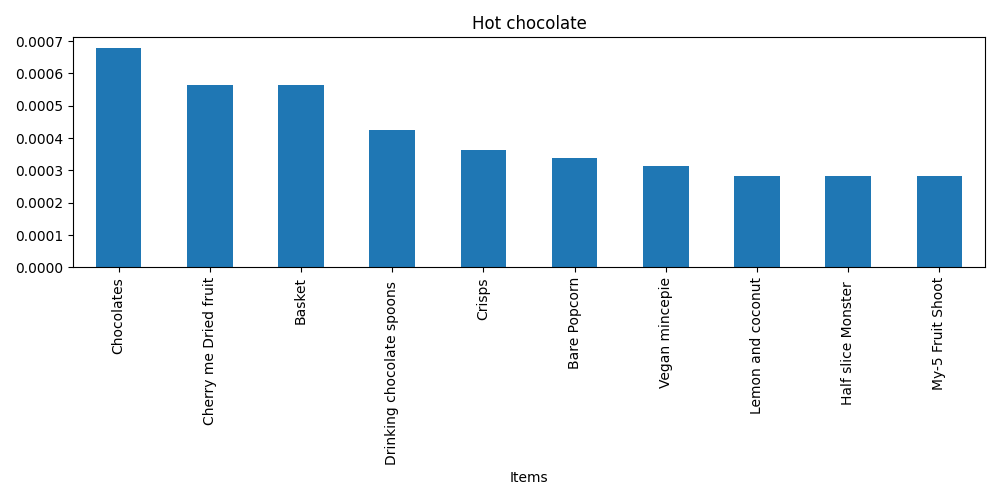 Hot chocolate
0.0007
0.0006
0.0005
0.0004
0.0003
0.0002
0.0001
0.0000
Chocolates
Cherry me Dried fruit
Basket
Drinking chocolate spoons
Crisps
Bare Popcorn
Vegan mincepie
Lemon and coconut
Half slice Monster
My-5 Fruit Shoot
Items